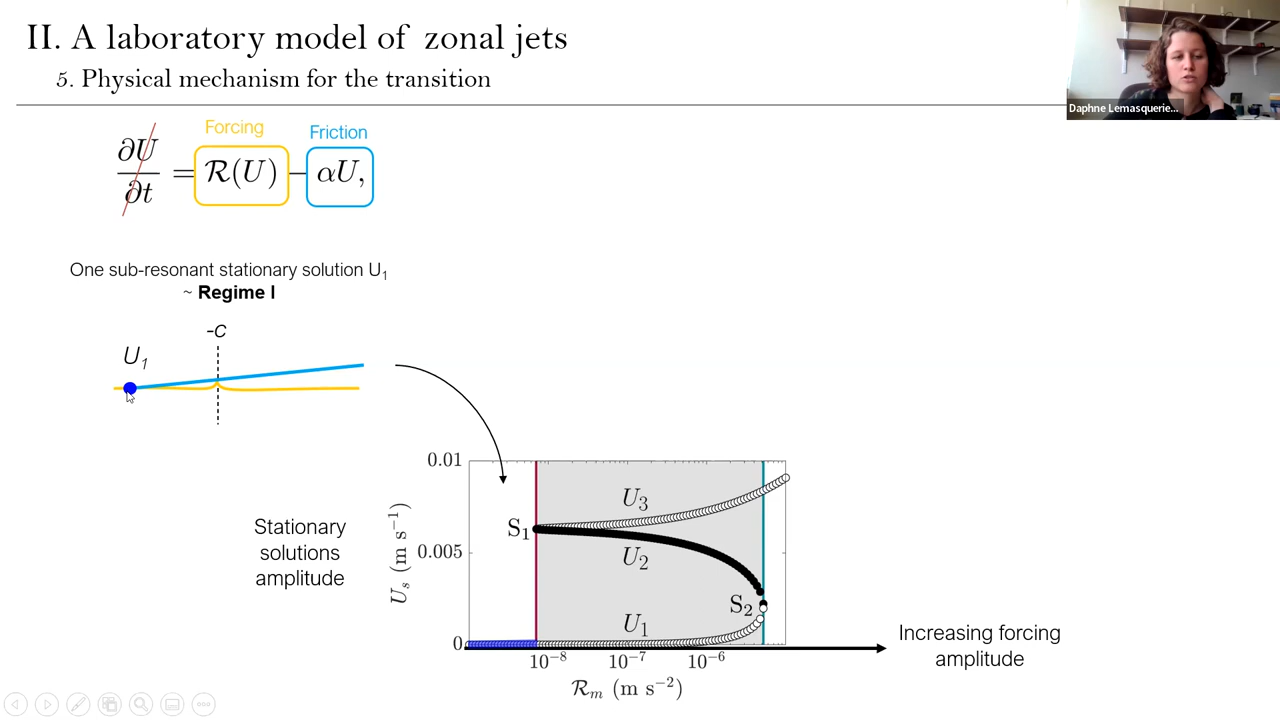 II. A laboratory model of zonal jets
5. Physical mechanism for the transition
Daphne Lemasquerie...
Forcing
Friction
∂U/∂t = R(U) − αU,
One sub-resonant stationary solution U₁
~ Regime I
-C
U₁
Stationary
solutions
amplitude
U_s (m s⁻¹)
0.01
0.005
0
S₁
U₃
U₂
S₂
U₁
10⁻⁸ 10⁻⁷ 10⁻⁶
R_m (m s⁻²)
Increasing forcing
amplitude